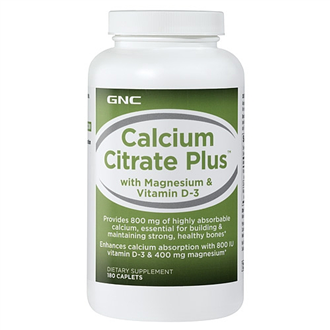 GNC
Calcium
Citrate Plus™
with Magnesium &
Vitamin D-3
Provides 800 mg of highly absorbable
calcium, essential for building &
maintaining strong, healthy bones*
Enhances calcium absorption with 800 IU
vitamin D-3 & 400 mg magnesium*
DIETARY SUPPLEMENT
180 CAPLETS